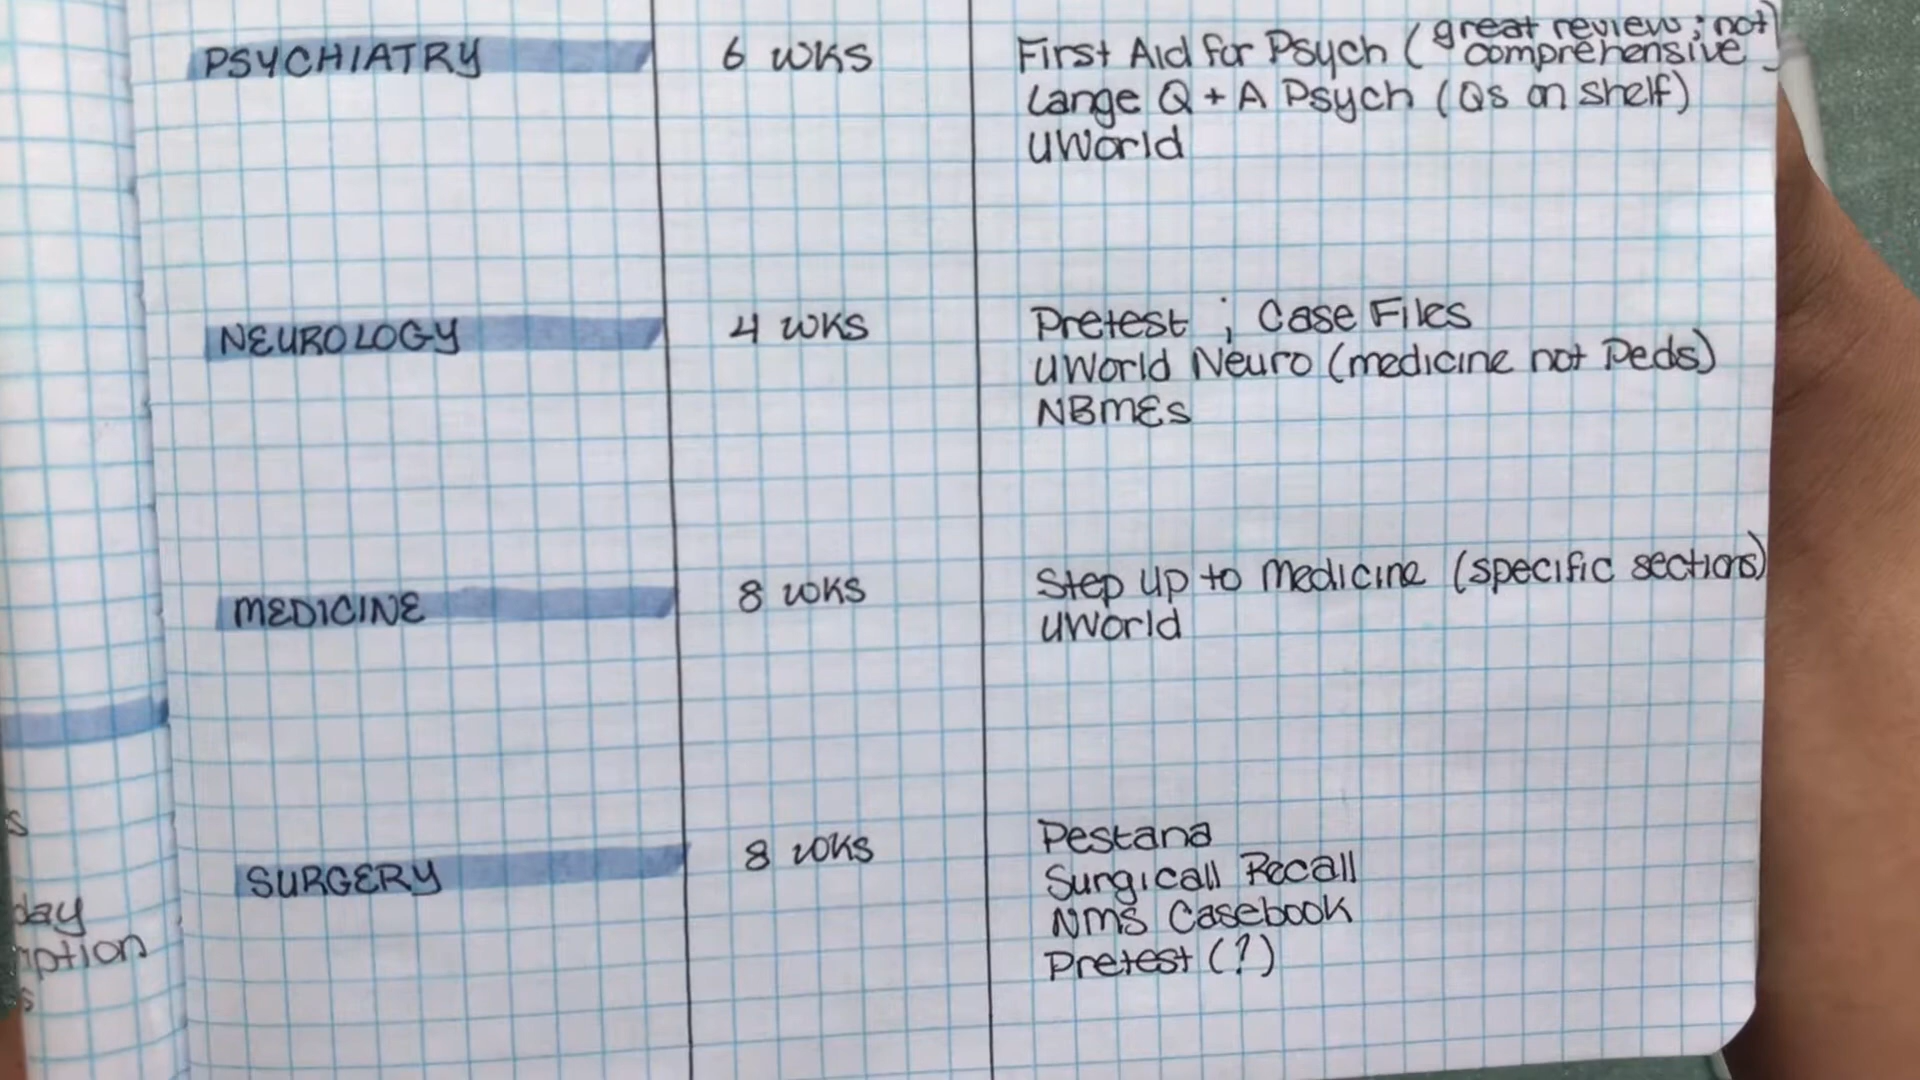 PSYCHIATRY 6 WKS First Aid for Psych (great review; not comprehensive)
Lange Q + A Psych (Qs on shelf)
UWorld
NEUROLOGY 4 WKS Pretest ; Case Files
UWorld Neuro (medicine not Peds)
NBMEs
MEDICINE 8 WKS Step Up to Medicine (specific sections)
UWorld
SURGERY 8 WKS Pestana
Surgicall Recall
NMS Casebook
Pretest (?)
s
day
ption
s